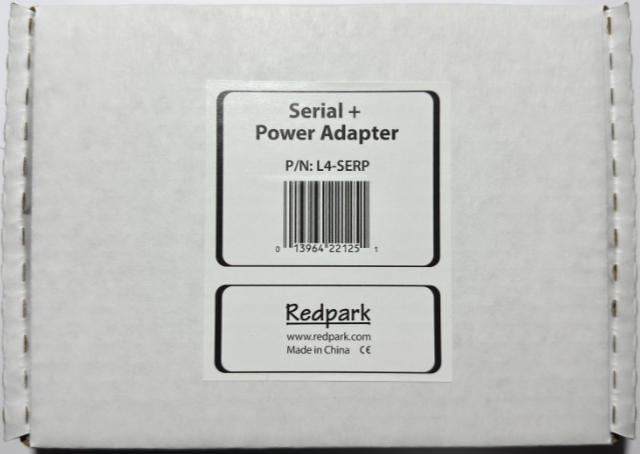 Serial +
Power Adapter
P/N: L4-SERP
0 13964 22125 1
Redpark
www.redpark.com
Made in China CE